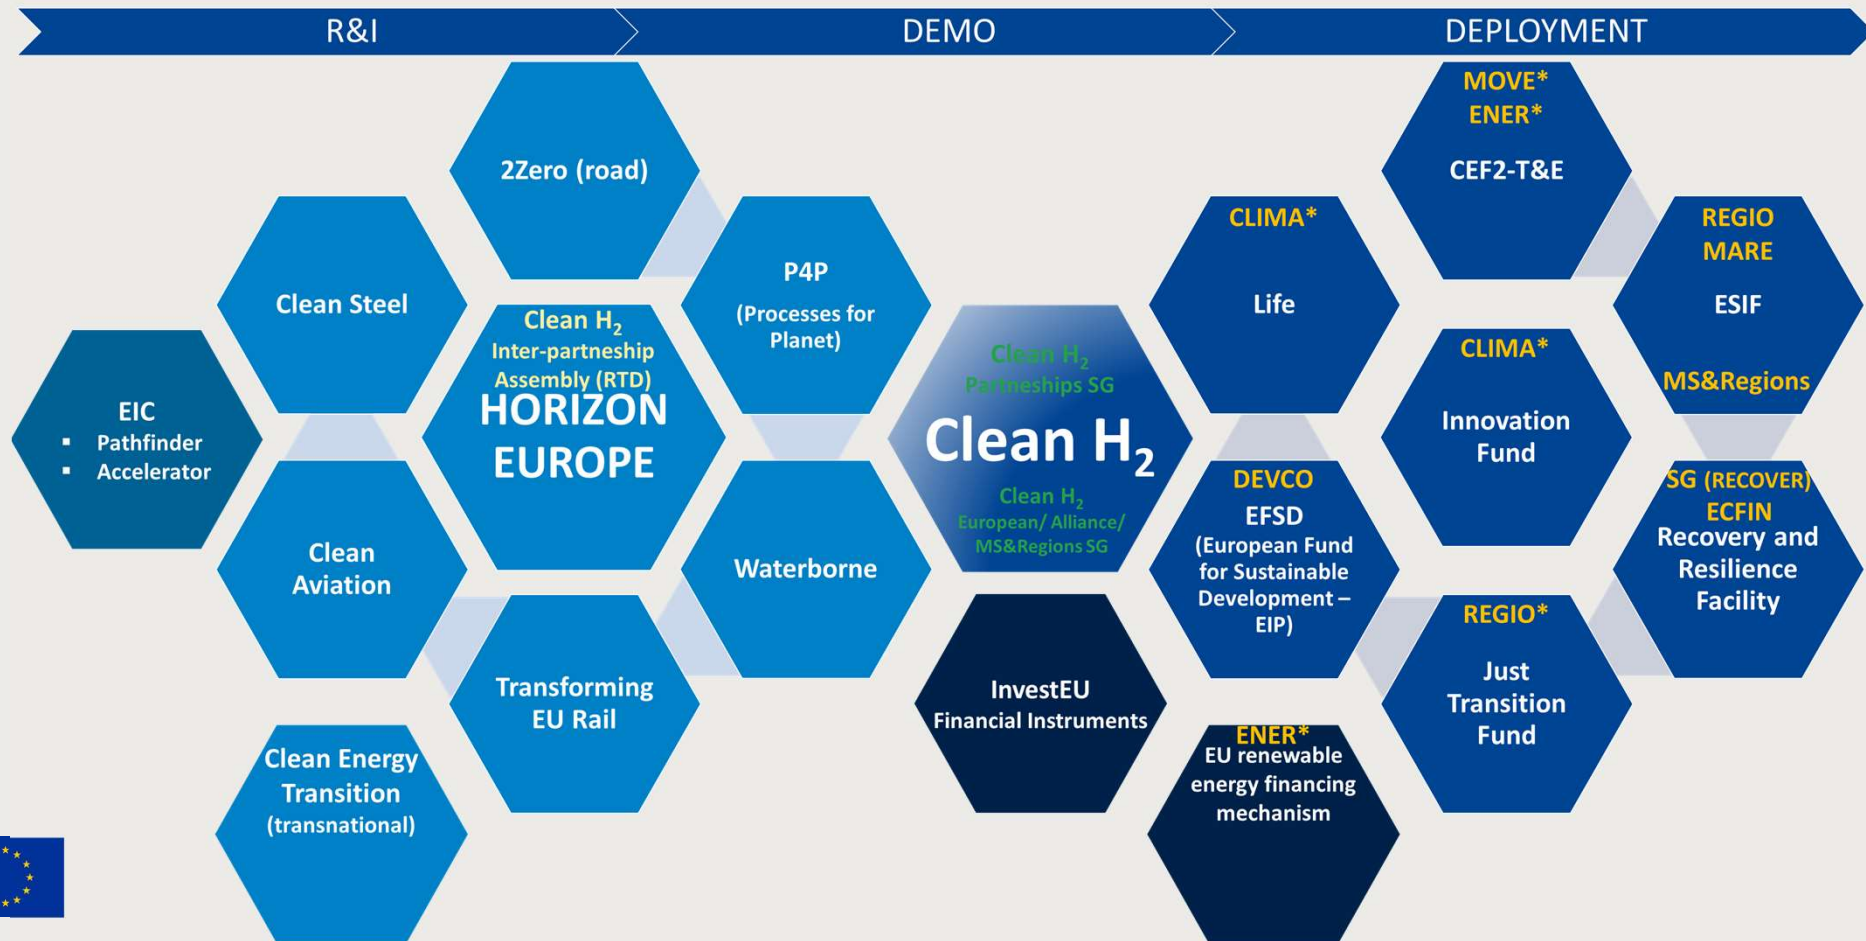 R&I
DEMO
DEPLOYMENT
EIC
▪ Pathfinder
▪ Accelerator
Clean Steel
Clean
Aviation
Clean Energy
Transition
(transnational)
2Zero (road)
Clean H₂
Inter-partneship
Assembly (RTD)
HORIZON
EUROPE
Transforming
EU Rail
P4P
(Processes for
Planet)
Waterborne
Clean H₂
Partneships SG
Clean H₂
Clean H₂
European/ Alliance/
MS&Regions SG
InvestEU
Financial Instruments
CLIMA*
Life
DEVCO
EFSD
(European Fund
for Sustainable
Development –
EIP)
ENER*
EU renewable
energy financing
mechanism
MOVE*
ENER*
CEF2-T&E
CLIMA*
Innovation
Fund
REGIO*
Just
Transition
Fund
REGIO
MARE
ESIF
MS&Regions
SG (RECOVER)
ECFIN
Recovery and
Resilience
Facility